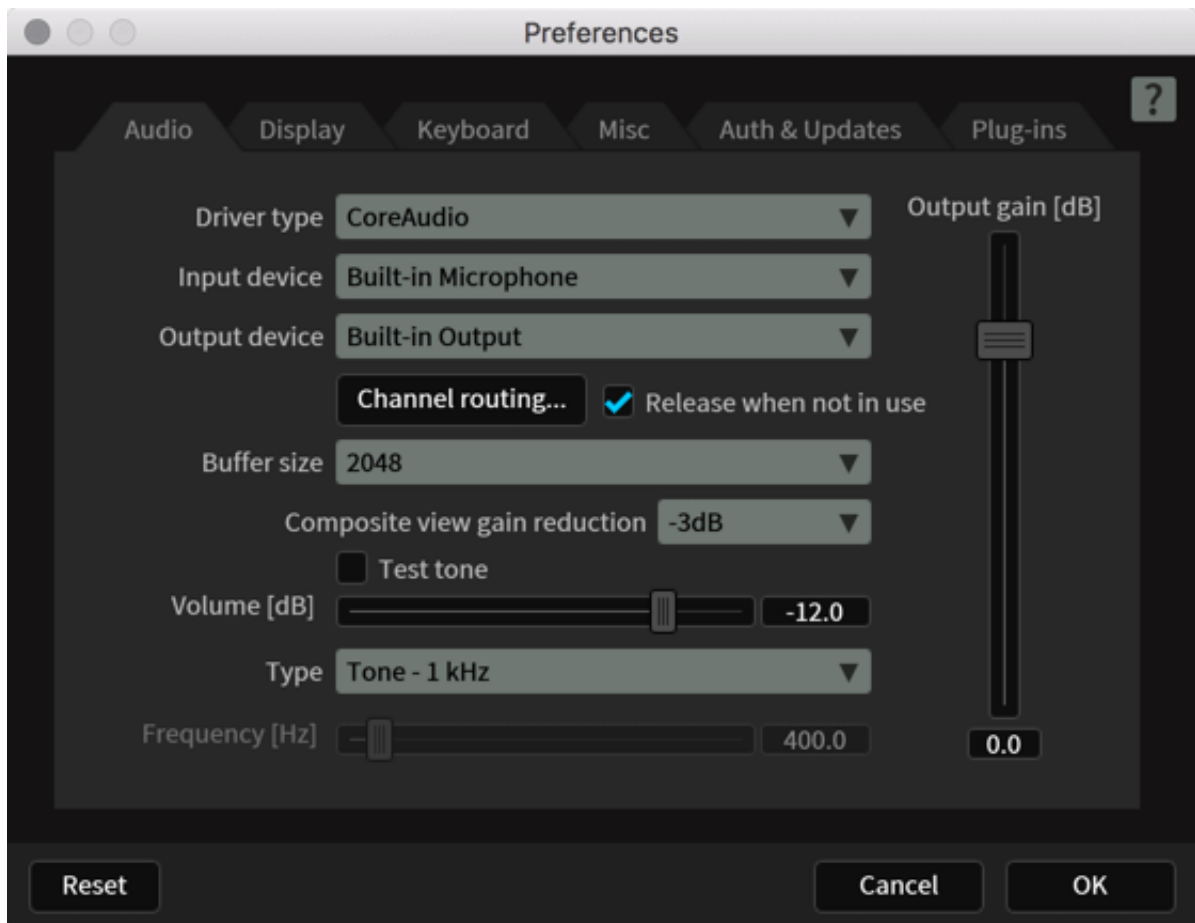 Preferences
?
Audio Display Keyboard Misc Auth & Updates Plug-ins
Driver type CoreAudio
Output gain [dB]
Input device Built-in Microphone
Output device Built-in Output
Channel routing... Release when not in use
Buffer size 2048
Composite view gain reduction -3dB
Test tone
Volume [dB] -12.0
Type Tone - 1 kHz
Frequency [Hz] 400.0
0.0
Reset Cancel OK